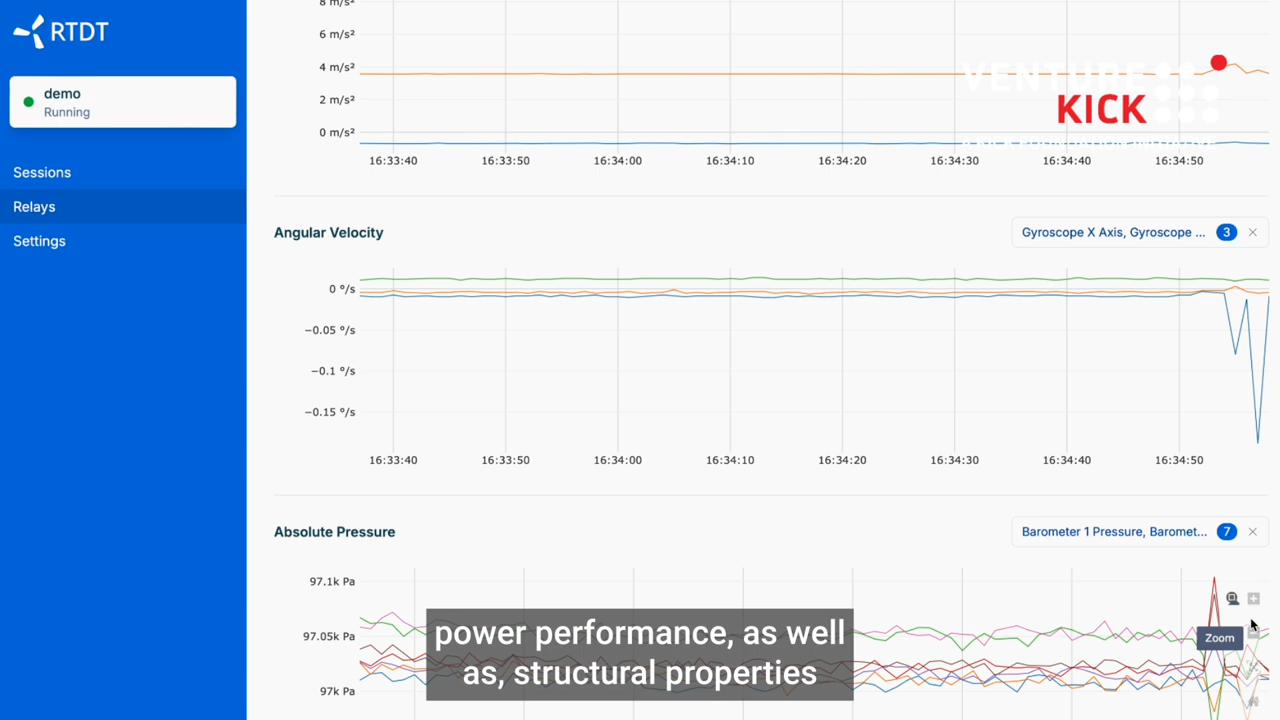 RTDT
demo
Running
Sessions
Relays
Settings
8 m/s²
6 m/s²
4 m/s²
2 m/s²
0 m/s²
16:33:40 16:33:50 16:34:00 16:34:10 16:34:20 16:34:30 16:34:40 16:34:50
VENTURE
KICK
Angular Velocity
Gyroscope X Axis, Gyroscope ... 3
0 °/s
−0.05 °/s
−0.1 °/s
−0.15 °/s
16:33:40 16:33:50 16:34:00 16:34:10 16:34:20 16:34:30 16:34:40 16:34:50
Absolute Pressure
Barometer 1 Pressure, Baromet... 7
97.1k Pa
97.05k Pa
97k Pa
Zoom
power performance, as well
as, structural properties